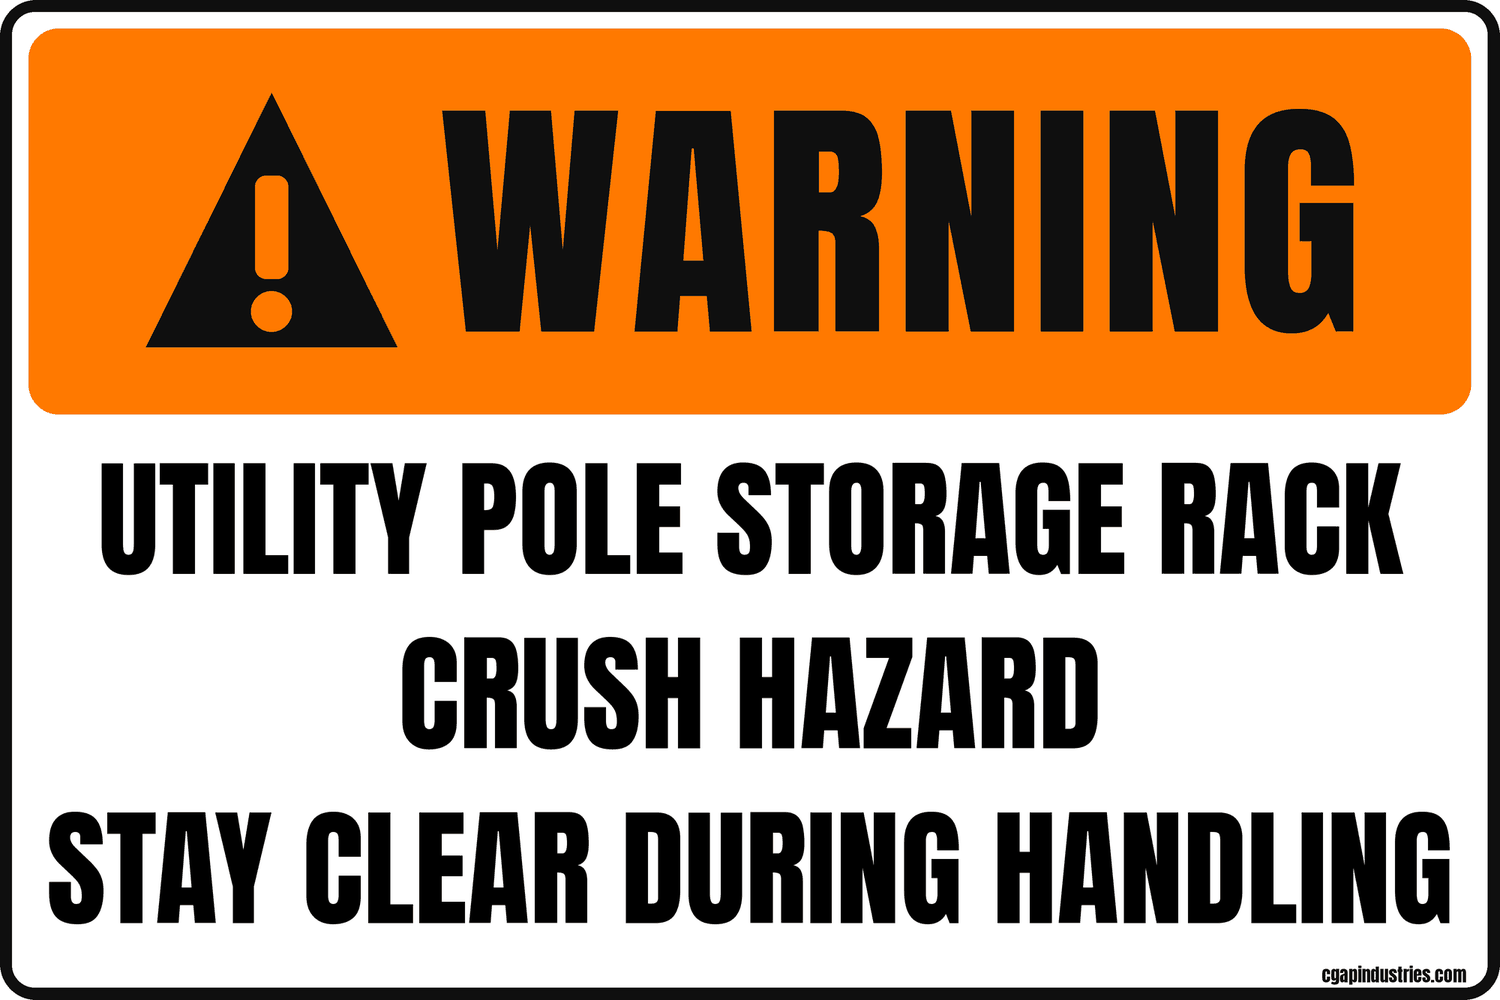 WARNING
UTILITY POLE STORAGE RACK
CRUSH HAZARD
STAY CLEAR DURING HANDLING
cgapindustries.com